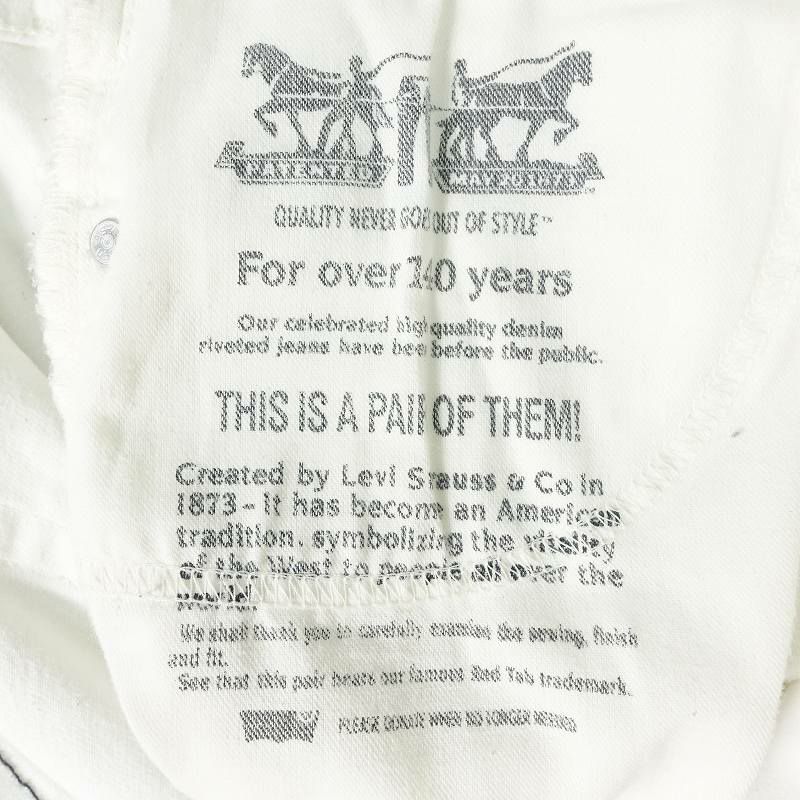 QUALITY NEVER GOES OUT OF STYLE™
For over 140 years
Our celebrated high quality denim
riveted jeans have been before the public.
THIS IS A PAIR OF THEM!
Created by Levi Strauss & Co in
1873 - it has become an American
tradition. symbolizing the vitality
of the West to people all over the
world
We shall thank you to carefully examine the sewing, finish
and fit.
See that this pair bears our famous Red Tab trademark.
PLEASE DONATE WHEN NO LONGER NEEDED